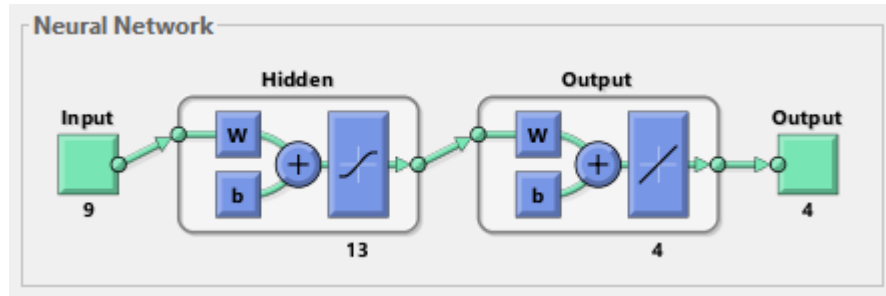 Neural Network
Hidden
Output
Input
Output
W
W
+
+
b
b
9
4
13
4